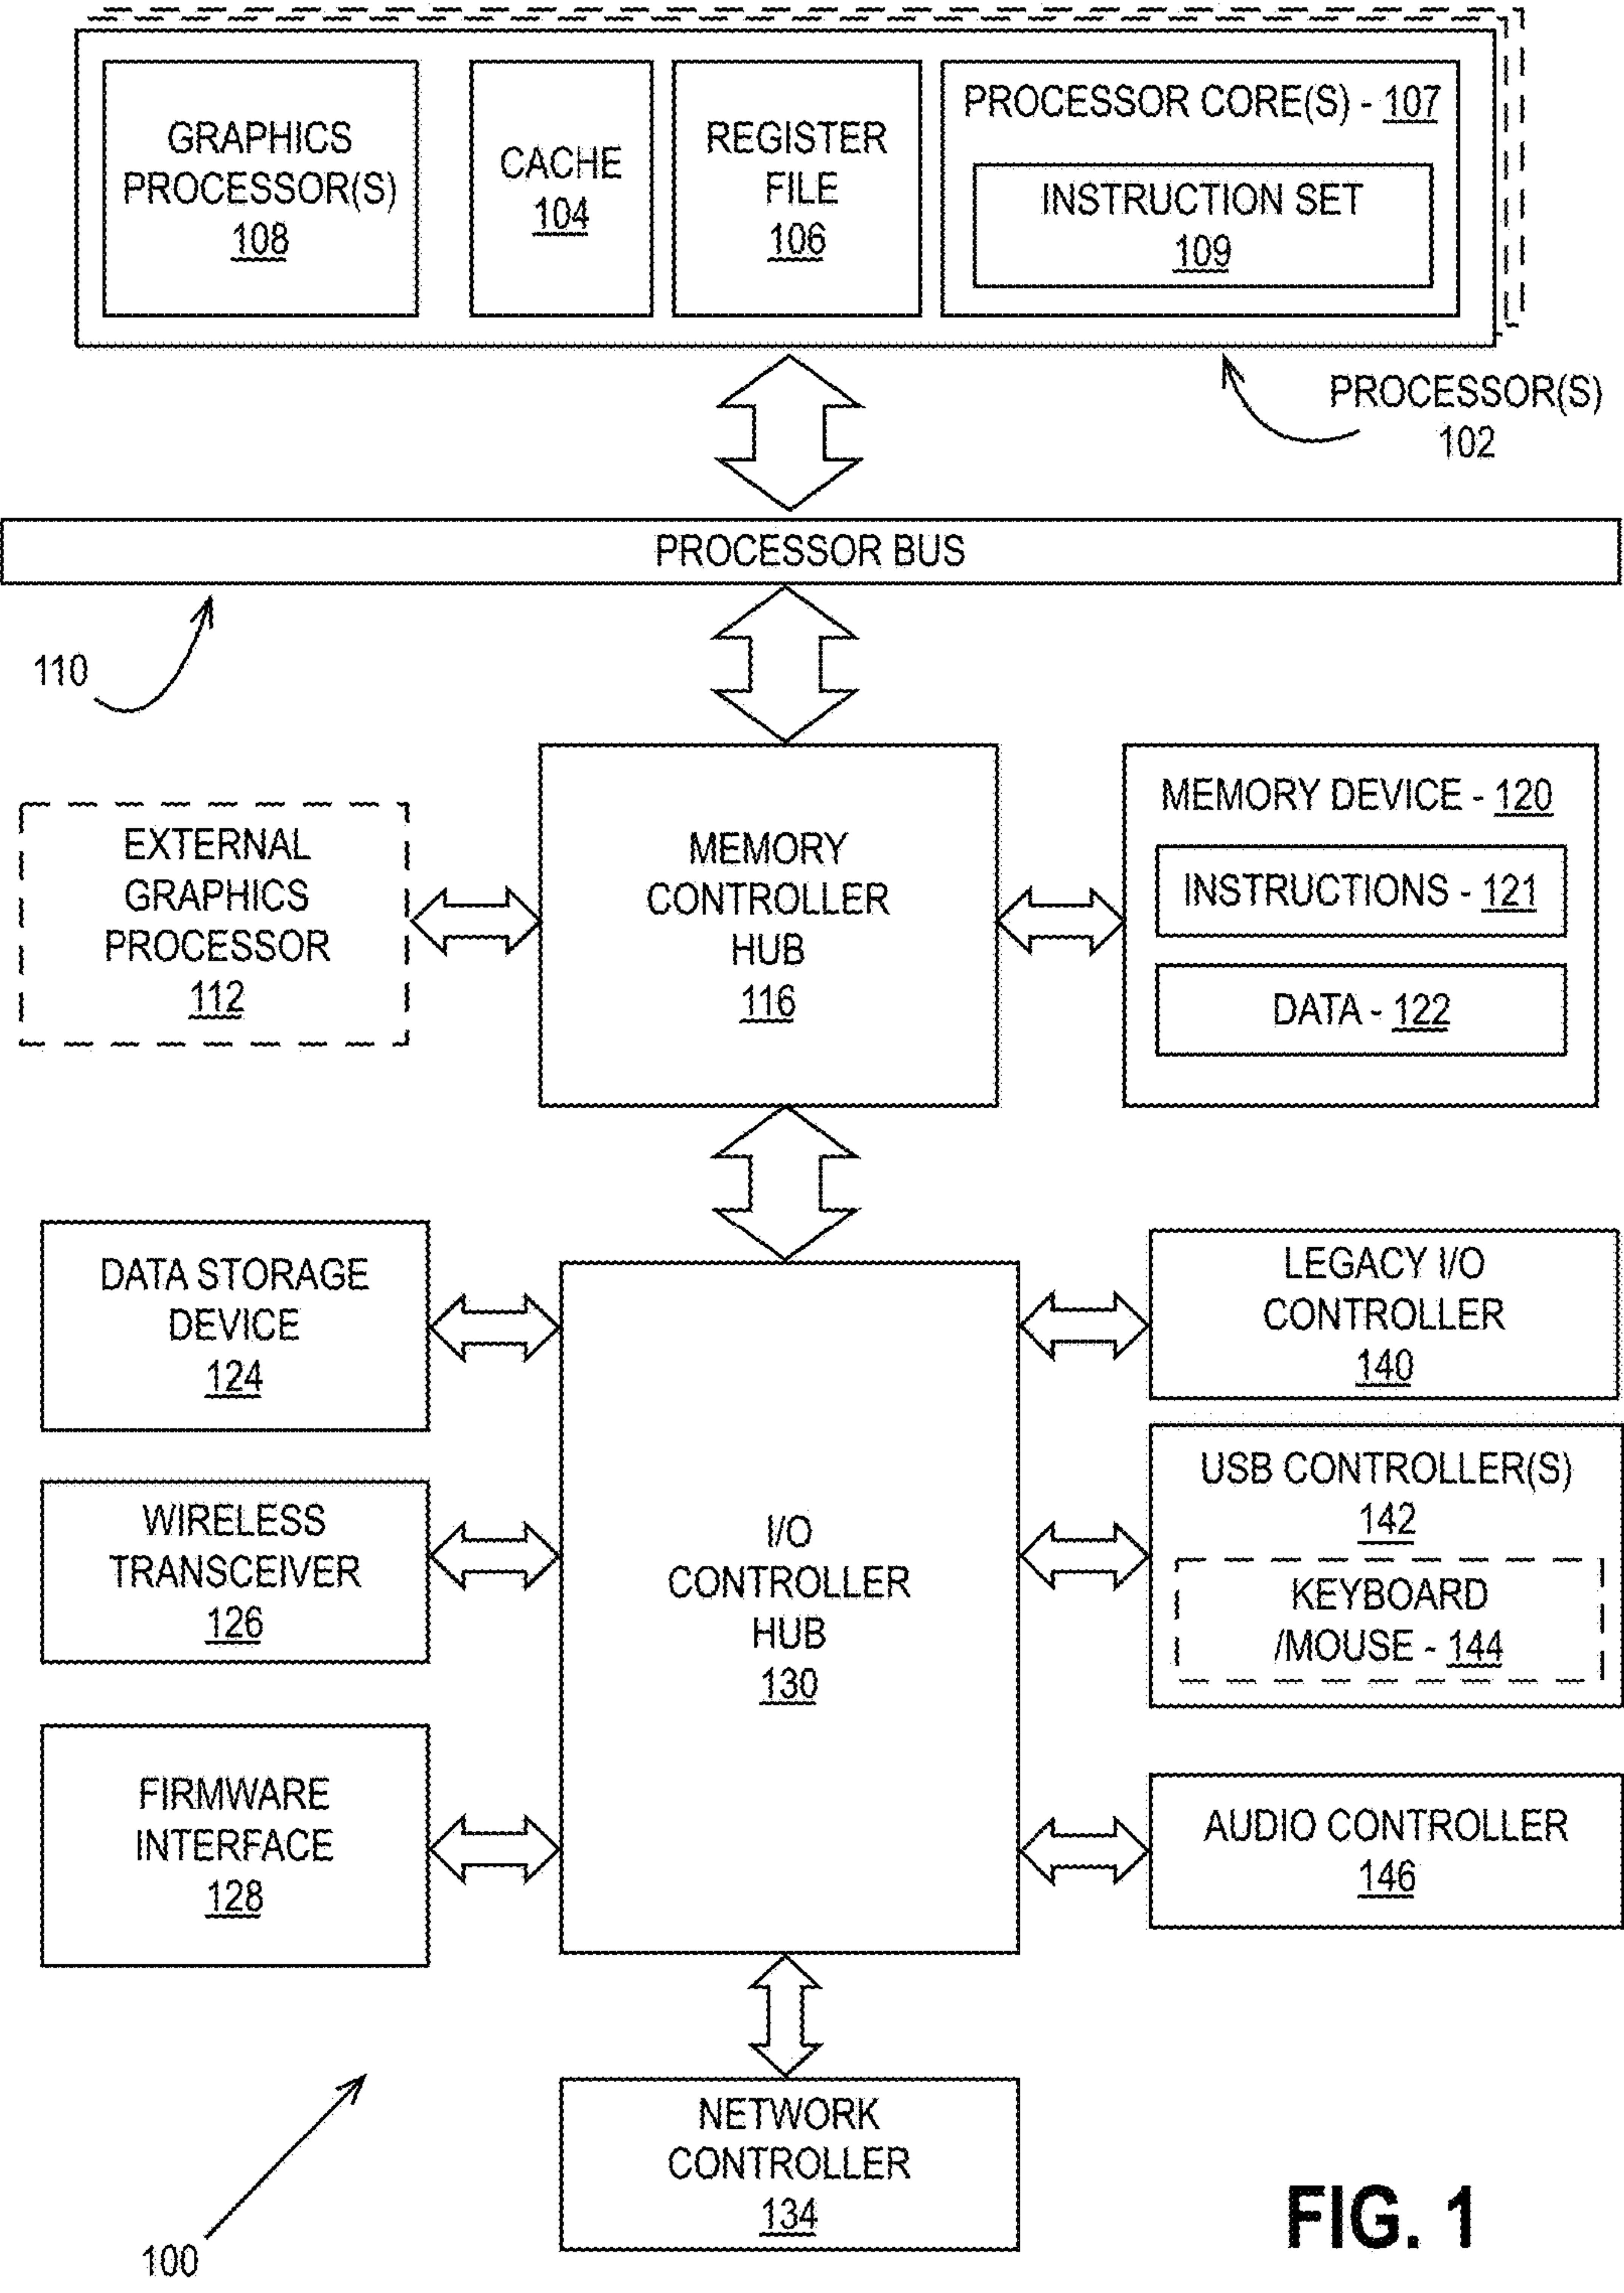 GRAPHICS
PROCESSOR(S)
108
CACHE
104
REGISTER
FILE
106
PROCESSOR CORE(S) - 107
INSTRUCTION SET
109
PROCESSOR(S)
102
PROCESSOR BUS
110
EXTERNAL
GRAPHICS
PROCESSOR
112
MEMORY
CONTROLLER
HUB
116
MEMORY DEVICE - 120
INSTRUCTIONS - 121
DATA - 122
DATA STORAGE
DEVICE
124
WIRELESS
TRANSCEIVER
126
FIRMWARE
INTERFACE
128
I/O
CONTROLLER
HUB
130
LEGACY I/O
CONTROLLER
140
USB CONTROLLER(S)
142
KEYBOARD
/MOUSE - 144
AUDIO CONTROLLER
146
NETWORK
CONTROLLER
134
100
FIG. 1